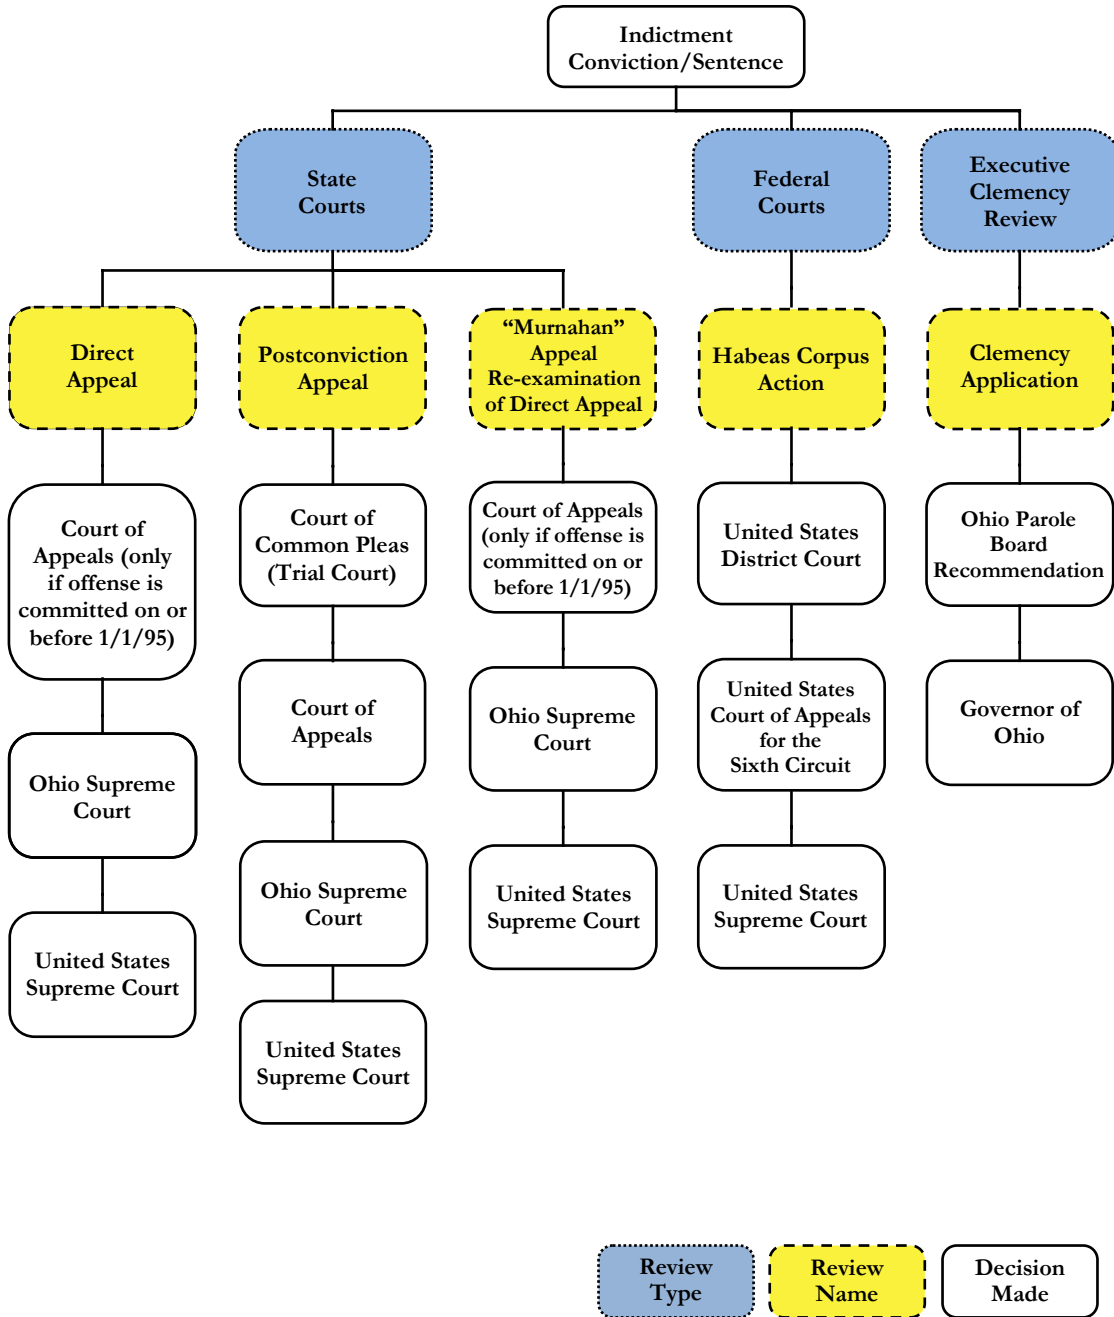 Indictment
Conviction/Sentence
State
Courts
Federal
Courts
Executive
Clemency
Review
Direct
Appeal
Postconviction
Appeal
“Murnahan”
Appeal
Re-examination
of Direct Appeal
Habeas Corpus
Action
Clemency
Application
Court of
Appeals (only
if offense is
committed on or
before 1/1/95)
Court of
Common Pleas
(Trial Court)
Court of Appeals
(only if offense is
committed on or
before 1/1/95)
United States
District Court
Ohio Parole
Board
Recommendation
Ohio Supreme
Court
Court of
Appeals
Ohio Supreme
Court
United States
Court of Appeals
for the
Sixth Circuit
Governor of
Ohio
United States
Supreme Court
Ohio Supreme
Court
United States
Supreme Court
United States
Supreme Court
United States
Supreme Court
Review
Type
Review
Name
Decision
Made